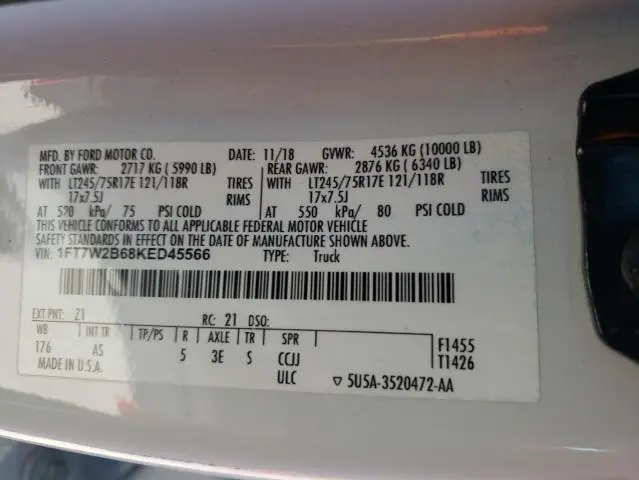 MFD. BY FORD MOTOR CO. DATE: 11/18 GVWR: 4536 KG (10000 LB)
FRONT GAWR: 2717 KG ( 5990 LB) REAR GAWR: 2876 KG ( 6340 LB)
WITH LT245/75R17E 121/118R TIRES WITH LT245/75R17E 121/118R TIRES
17x7.5J RIMS 17x7.5J RIMS
AT 520 kPa/ 75 PSI COLD AT 550 kPa/ 80 PSI COLD
THIS VEHICLE CONFORMS TO ALL APPLICABLE FEDERAL MOTOR VEHICLE
SAFETY STANDARDS IN EFFECT ON THE DATE OF MANUFACTURE SHOWN ABOVE.
VIN: 1FT7W2B68KED45566 TYPE: Truck
EXT PNT: Z1 RC: 21 DSO:
WB INT TR TP/PS R AXLE TR SPR F1455
176 AS 5 3E S CCJJ T1426
MADE IN U.S.A. ULC ▽ 5U5A-3520472-AA